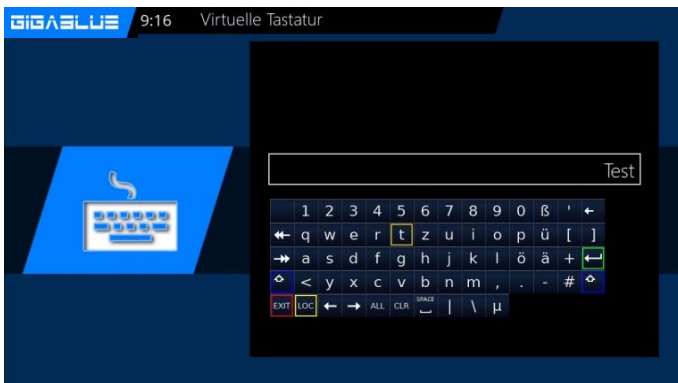 GIGABLUE 9:16 Virtuelle Tastatur
Test
1 2 3 4 5 6 7 8 9 0 ß ' ←
↞ q w e r t z u i o p ü [ ]
↠ a s d f g h j k l ö ä + ↵
⇧ < y x c v b n m , . - # ⇧
EXIT LOC ← → ALL CLR SPACE | \ µ